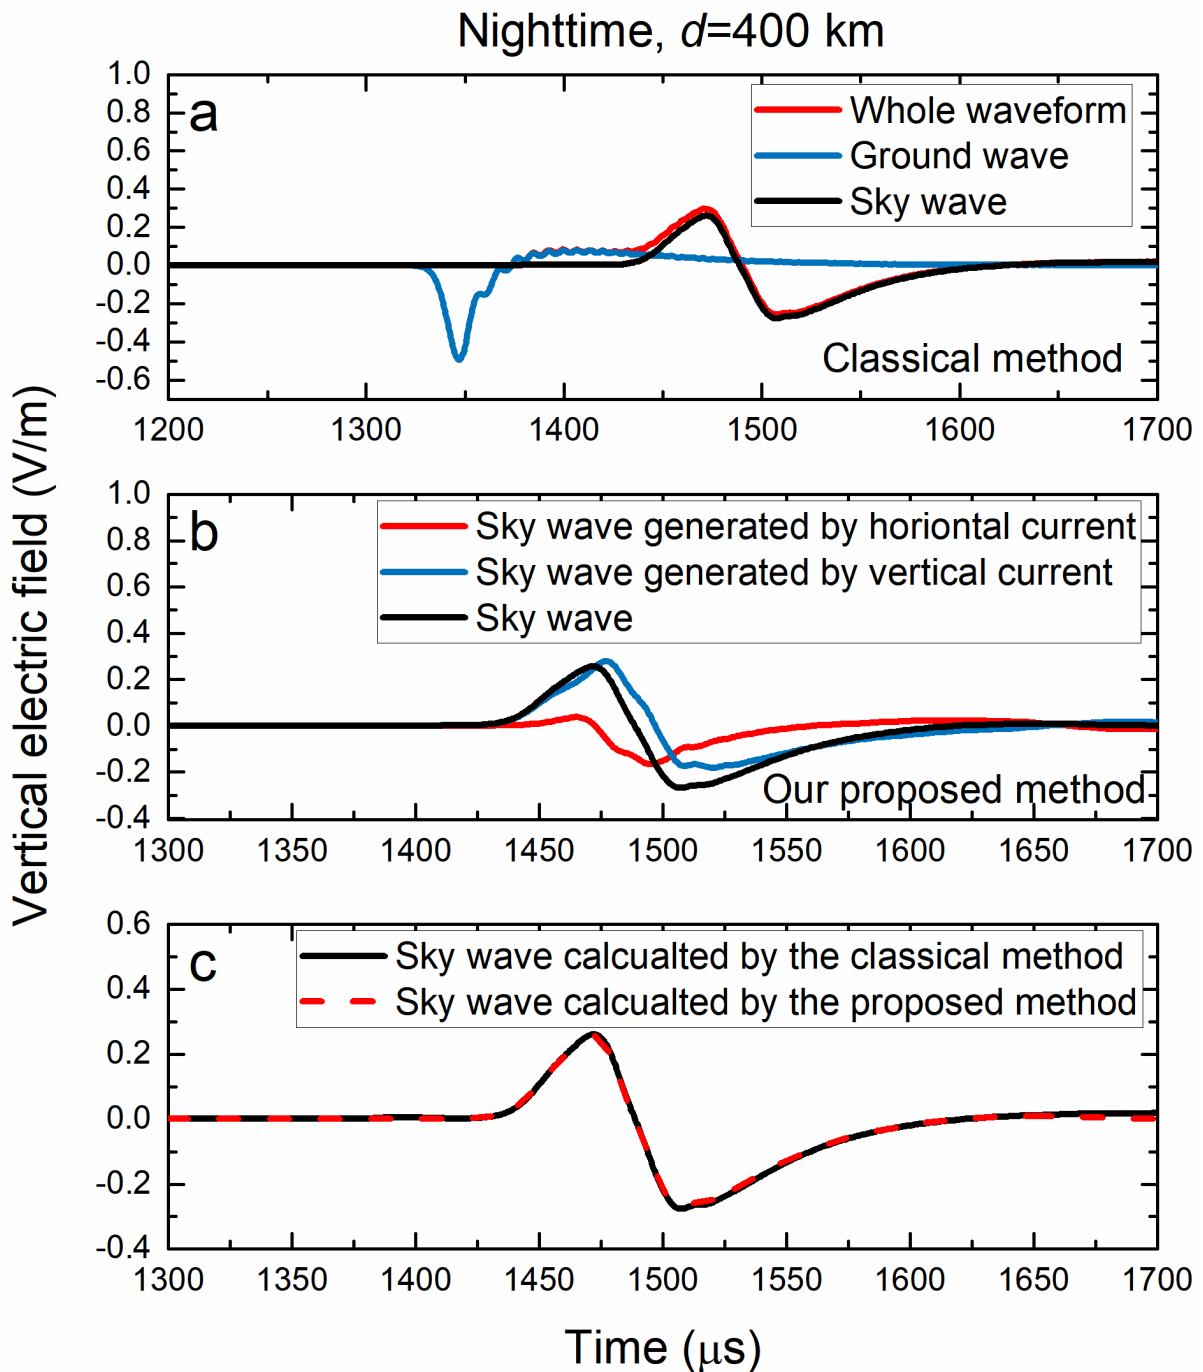 Nighttime, d=400 km
Vertical electric field (V/m)
a
Whole waveform
Ground wave
Sky wave
Classical method
1.0
0.8
0.6
0.4
0.2
0.0
-0.2
-0.4
-0.6
1200 1300 1400 1500 1600 1700
b
Sky wave generated by horiontal current
Sky wave generated by vertical current
Sky wave
Our proposed method
1.0
0.8
0.6
0.4
0.2
0.0
-0.2
-0.4
1300 1350 1400 1450 1500 1550 1600 1650 1700
c
Sky wave calcualted by the classical method
Sky wave calcualted by the proposed method
0.6
0.4
0.2
0.0
-0.2
-0.4
1300 1350 1400 1450 1500 1550 1600 1650 1700
Time (μs)